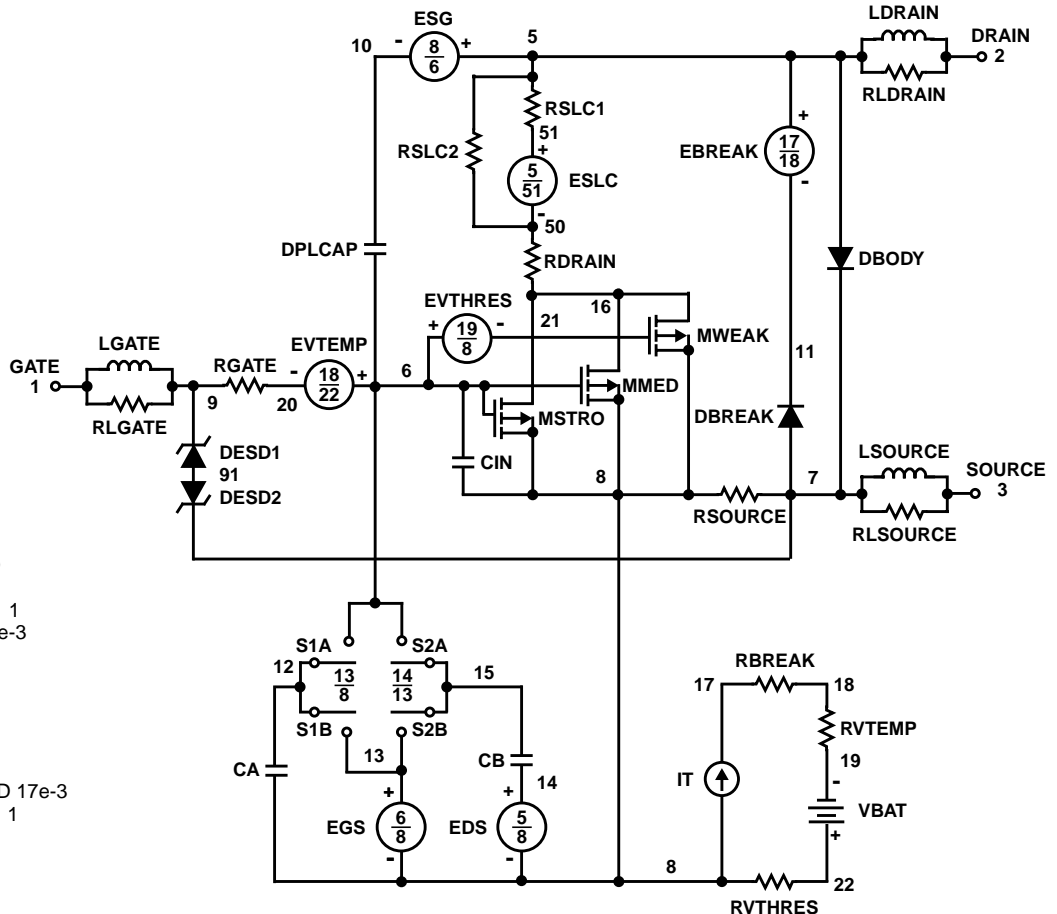 ESG
LDRAIN
10
-
8
6
+
5
DRAIN
2
RLDRAIN
RSLC1
51
RSLC2
+
5
51
ESLC
-
50
+
EBREAK
17
18
-
DPLCAP
RDRAIN
DBODY
EVTHRES
+
19
8
-
21
16
MWEAK
11
LGATE
GATE
1
RLGATE
9
RGATE
20
EVTEMP
-
18
22
+
6
MMED
MSTRO
DBREAK
DESD1
91
DESD2
CIN
8
RSOURCE
7
LSOURCE
SOURCE
3
RLSOURCE
1
e-3
S1A
S2A
12
13
8
14
13
15
S1B
S2B
13
CA
CB
14
+
EGS
6
8
-
+
EDS
5
8
-
D 17e-3
1
RBREAK
17
18
RVTEMP
19
IT
-
VBAT
+
8
22
RVTHRES